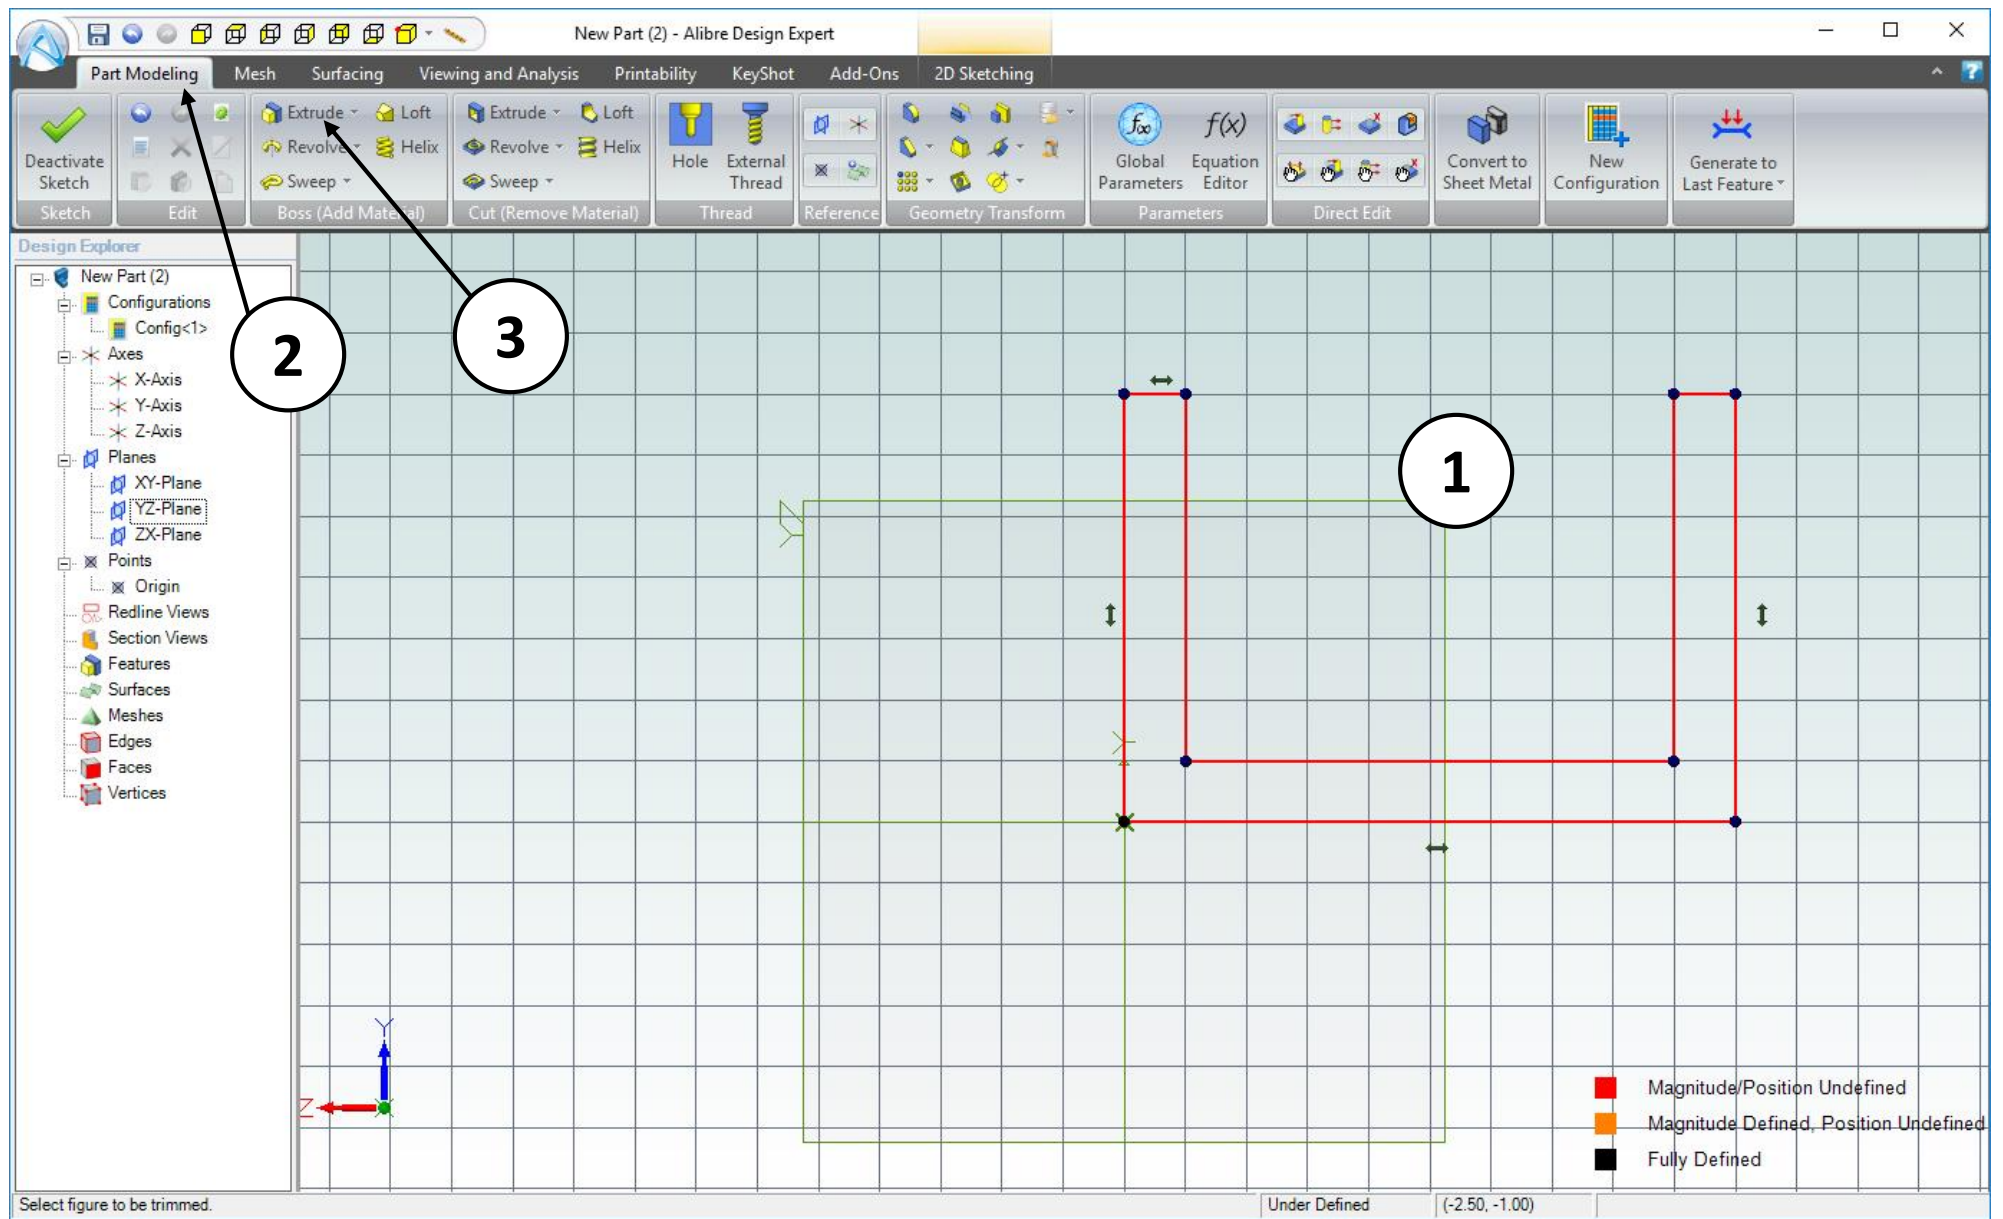 New Part (2) - Alibre Design Expert
Part Modeling Mesh Surfacing Viewing and Analysis Printability KeyShot Add-Ons 2D Sketching
Extrude Loft Extrude Loft
Revolve Helix Revolve Helix
Sweep Sweep
Deactivate Sketch
Hole
External Thread
Global Parameters
f(x)
Equation Editor
Convert to Sheet Metal
New Configuration
Generate to Last Feature
Sketch Edit Boss (Add Material) Cut (Remove Material) Thread Reference Geometry Transform Parameters Direct Edit
Design Explorer
New Part (2)
Configurations
Config<1>
Axes
X-Axis
Y-Axis
Z-Axis
Planes
XY-Plane
YZ-Plane
ZX-Plane
Points
Origin
Redline Views
Section Views
Features
Surfaces
Meshes
Edges
Faces
Vertices
2
3
1
Y
Z
Magnitude/Position Undefined
Magnitude Defined, Position Undefined
Fully Defined
Select figure to be trimmed.
Under Defined
(-2.50, -1.00)